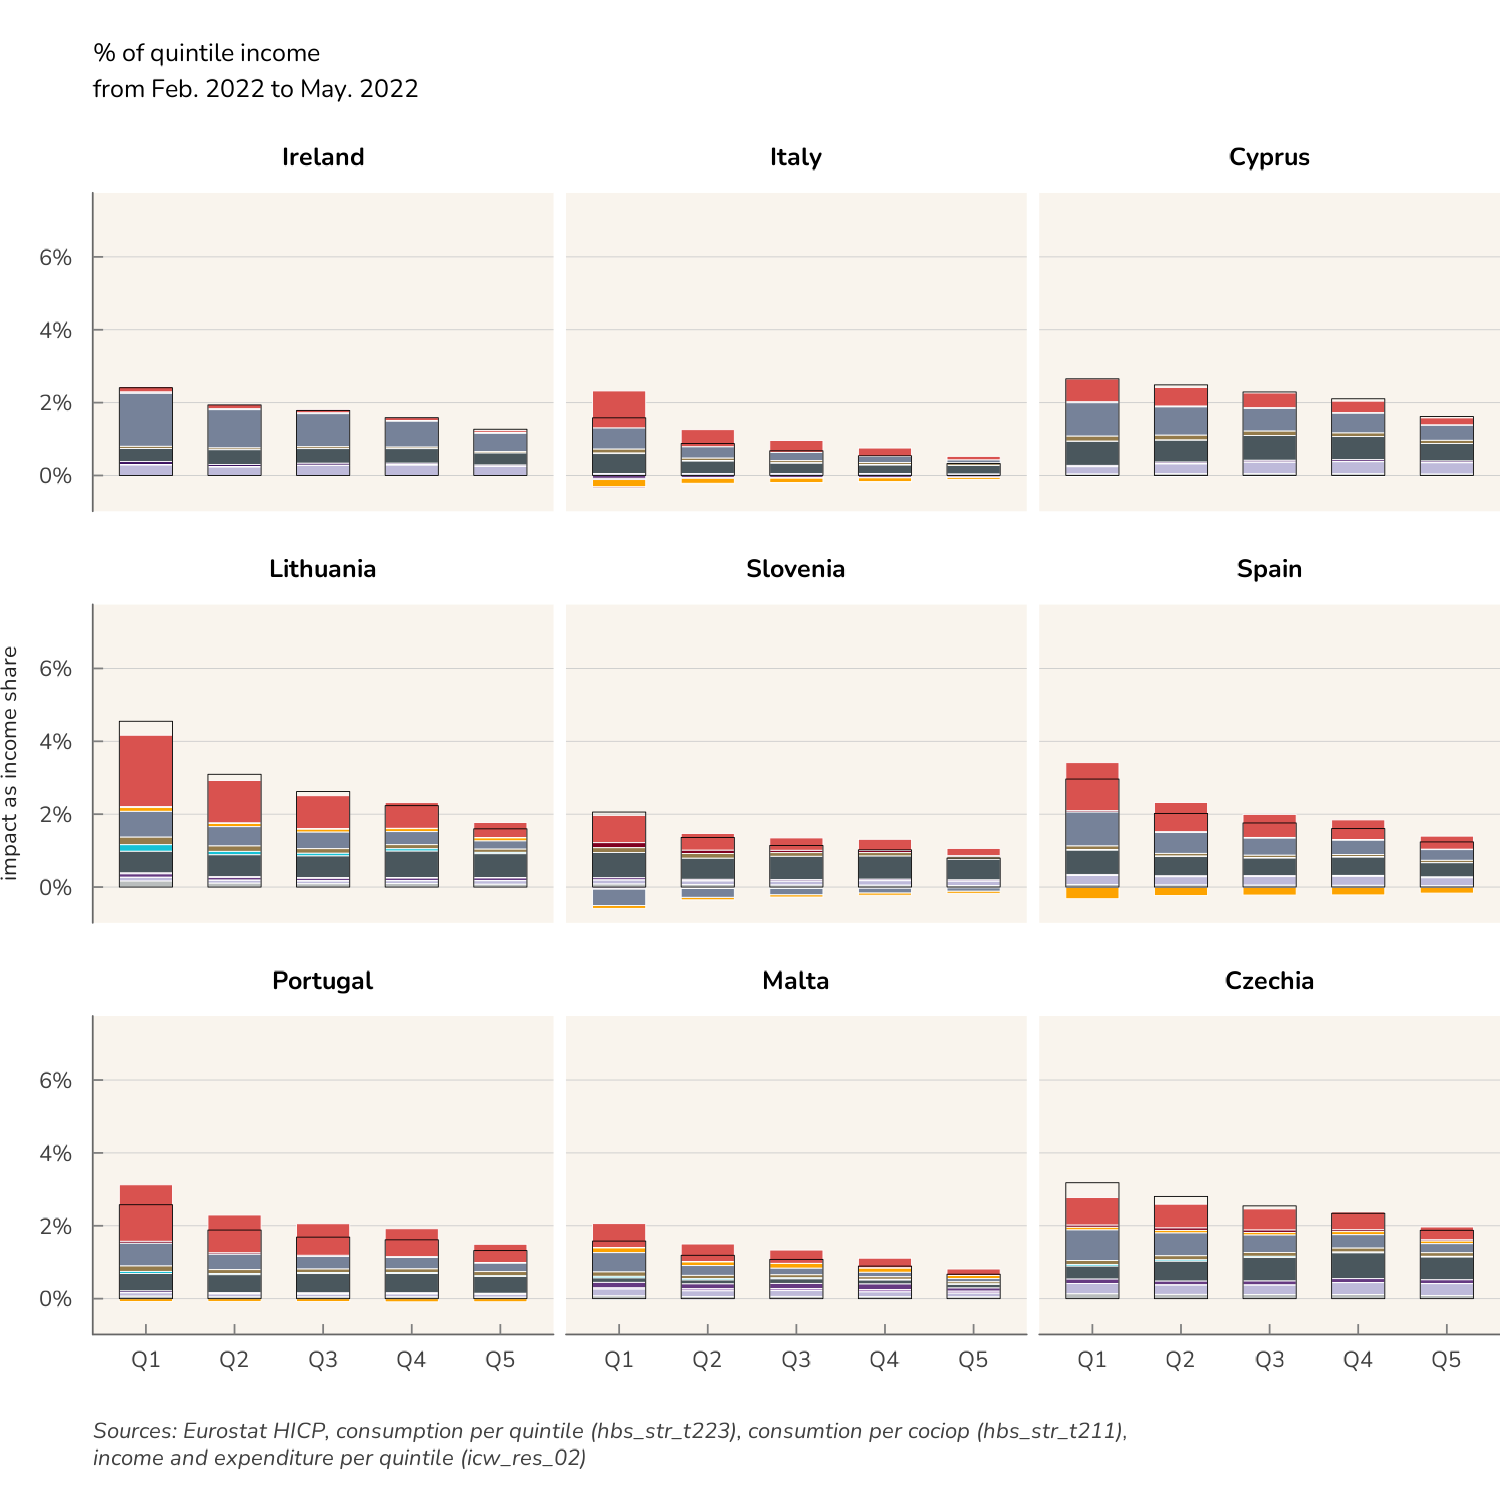 % of quintile income
from Feb. 2022 to May. 2022
Ireland
Italy
Cyprus
6%
4%
2%
0%
Lithuania
Slovenia
Spain
impact as income share
6%
4%
2%
0%
Portugal
Malta
Czechia
6%
4%
2%
0%
Q1 Q2 Q3 Q4 Q5
Q1 Q2 Q3 Q4 Q5
Q1 Q2 Q3 Q4 Q5
Sources: Eurostat HICP, consumption per quintile (hbs_str_t223), consumtion per cociop (hbs_str_t211),
income and expenditure per quintile (icw_res_02)